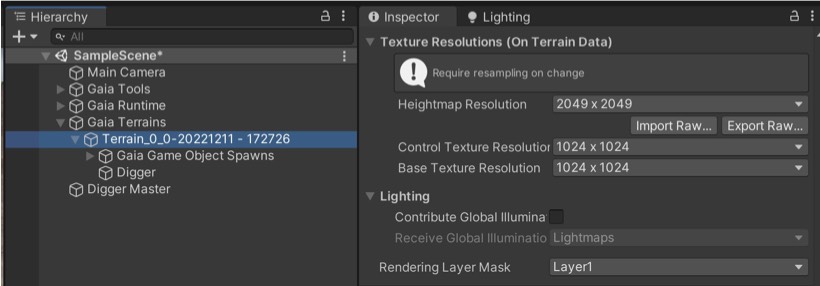 Hierarchy
All
SampleScene*
Main Camera
Gaia Tools
Gaia Runtime
Gaia Terrains
Terrain_0_0-20221211 - 172726
Gaia Game Object Spawns
Digger
Digger Master
Inspector
Lighting
Texture Resolutions (On Terrain Data)
Require resampling on change
Heightmap Resolution 2049 x 2049
Import Raw... Export Raw...
Control Texture Resolution 1024 x 1024
Base Texture Resolution 1024 x 1024
Lighting
Contribute Global Illumina
Receive Global Illuminatio Lightmaps
Rendering Layer Mask Layer1